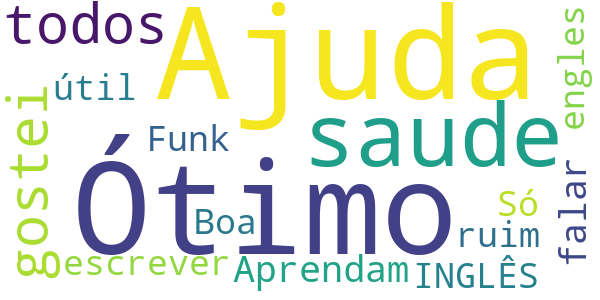 todos
Ajuda
engles
útil
gostei
saude
Funk
Ótimo
falar
Só
Boa
ruim
escrever
Aprendam
INGLÊS